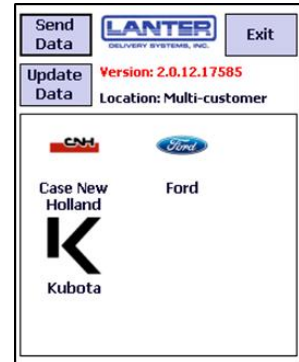 Send
Data
LANTER
DELIVERY SYSTEMS, INC.
Exit
Update
Data
Version: 2.0.12.17585
Location: Multi-customer
CNH
Ford
Case New
Holland
Ford
K
Kubota